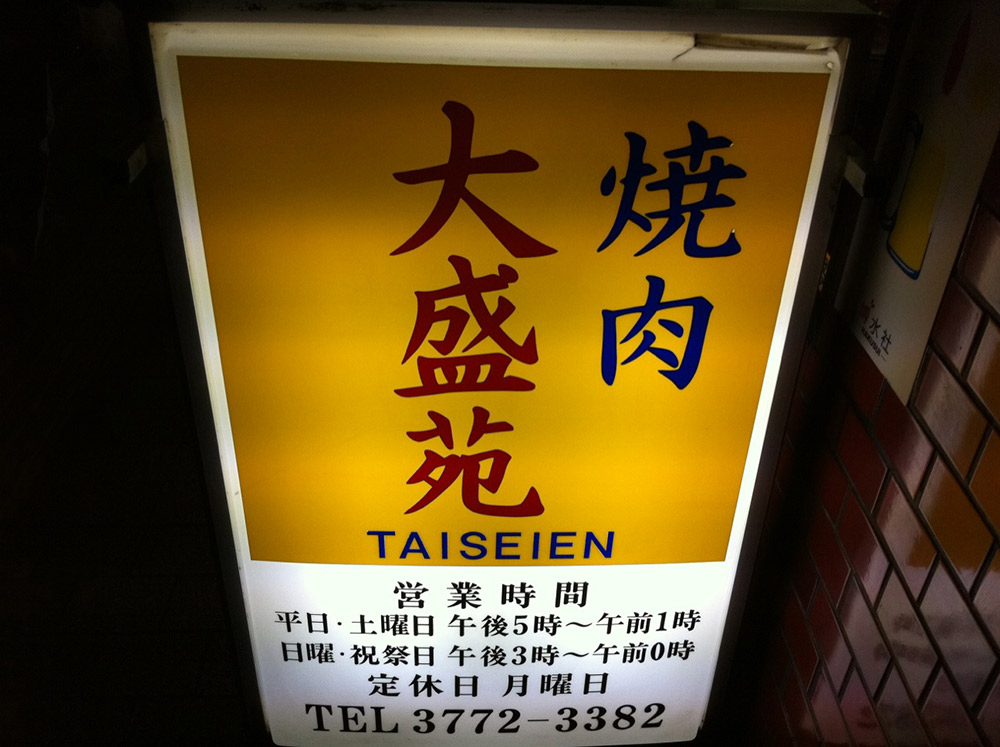 焼肉
大盛苑
TAISEIEN
営業時間
平日・土曜日 午後5時～午前1時
日曜・祝祭日 午後3時～午前0時
定休日 月曜日
TEL 3772-3382
水社